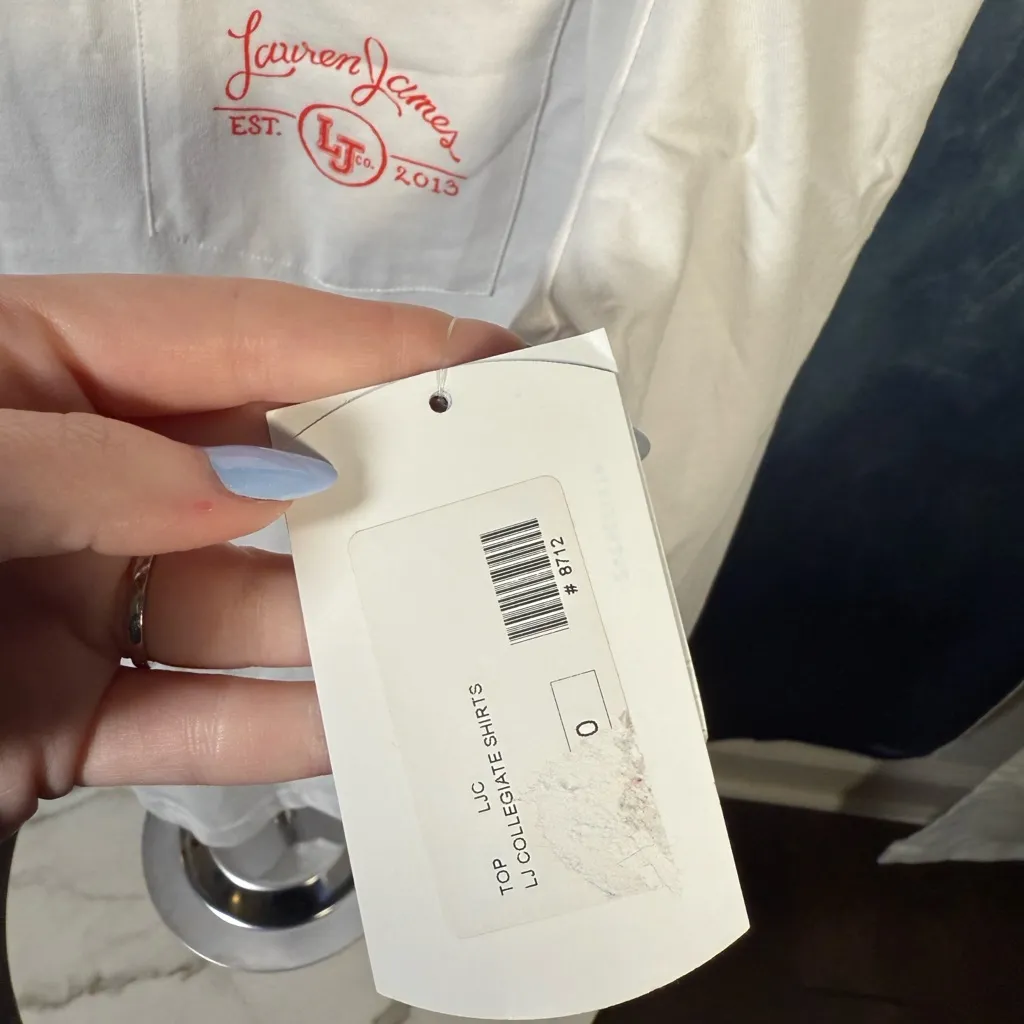 Lauren James
EST. LJ CO. 2013
# 8712
0
TOP LJC
LJ COLLEGIATE SHIRTS